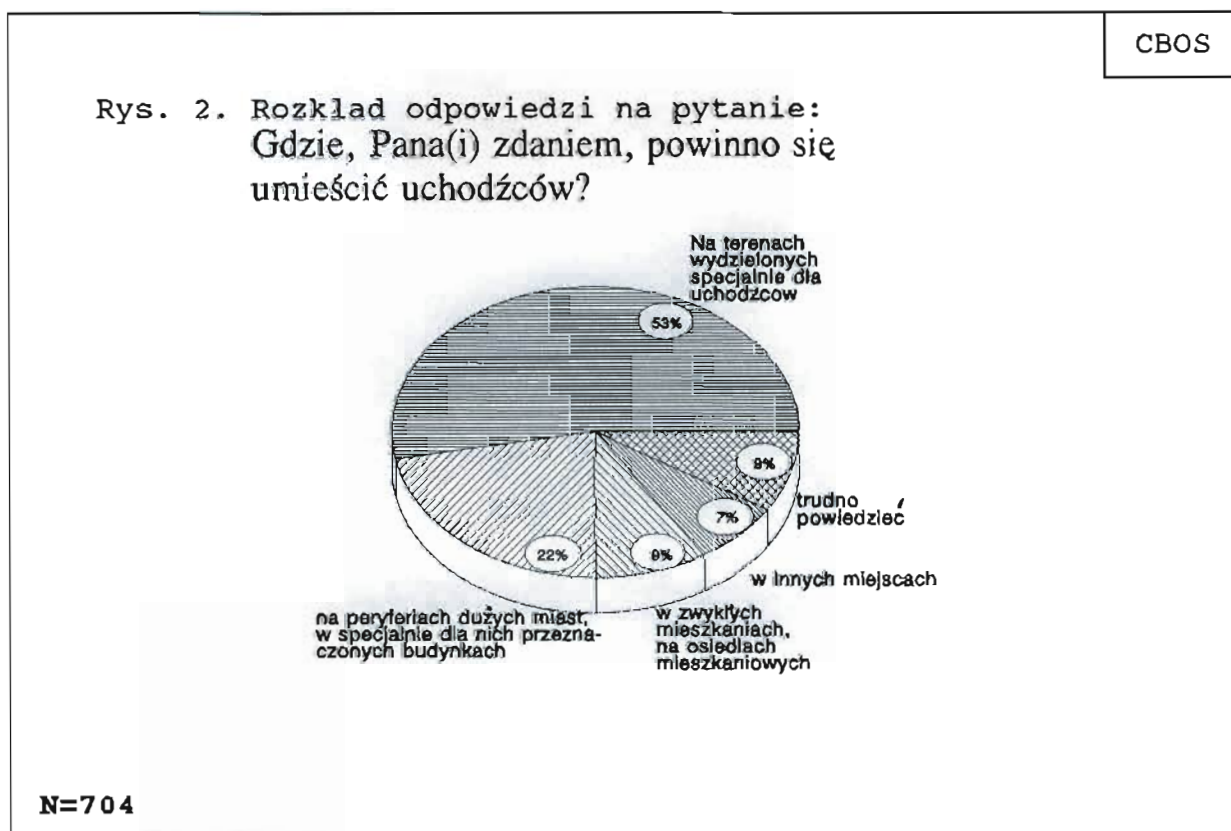 CBOS
Rys. 2. Rozkład odpowiedzi na pytanie:
Gdzie, Pana(i) zdaniem, powinno się
umieścić uchodźców?
Na terenach
wydzielonych
specjalnie dla
uchodźcow
53%
9%
trudno
powiedzieć
7%
w innych miejscach
9%
w zwykłych
mieszkaniach,
na osiedlach
mieszkaniowych
22%
na peryferiach dużych miast,
w specjalnie dla nich przezna-
czonych budynkach
N=704